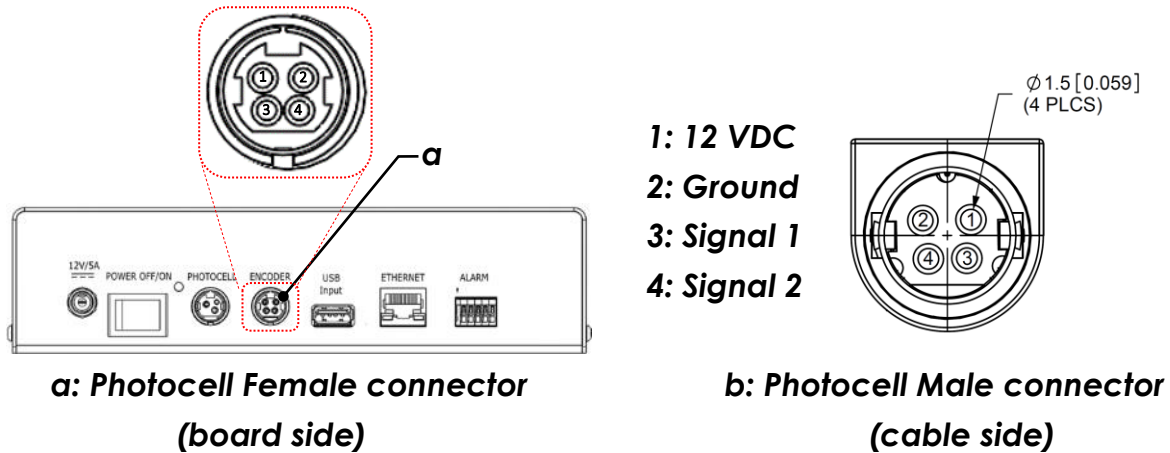 1 2
3 4
a
12V/5A
POWER OFF/ON
PHOTOCELL
ENCODER
USB
Input
ETHERNET
ALARM
a: Photocell Female connector
(board side)
1: 12 VDC
2: Ground
3: Signal 1
4: Signal 2
Ø 1.5 [0.059]
(4 PLCS)
2 1
4 3
b: Photocell Male connector
(cable side)